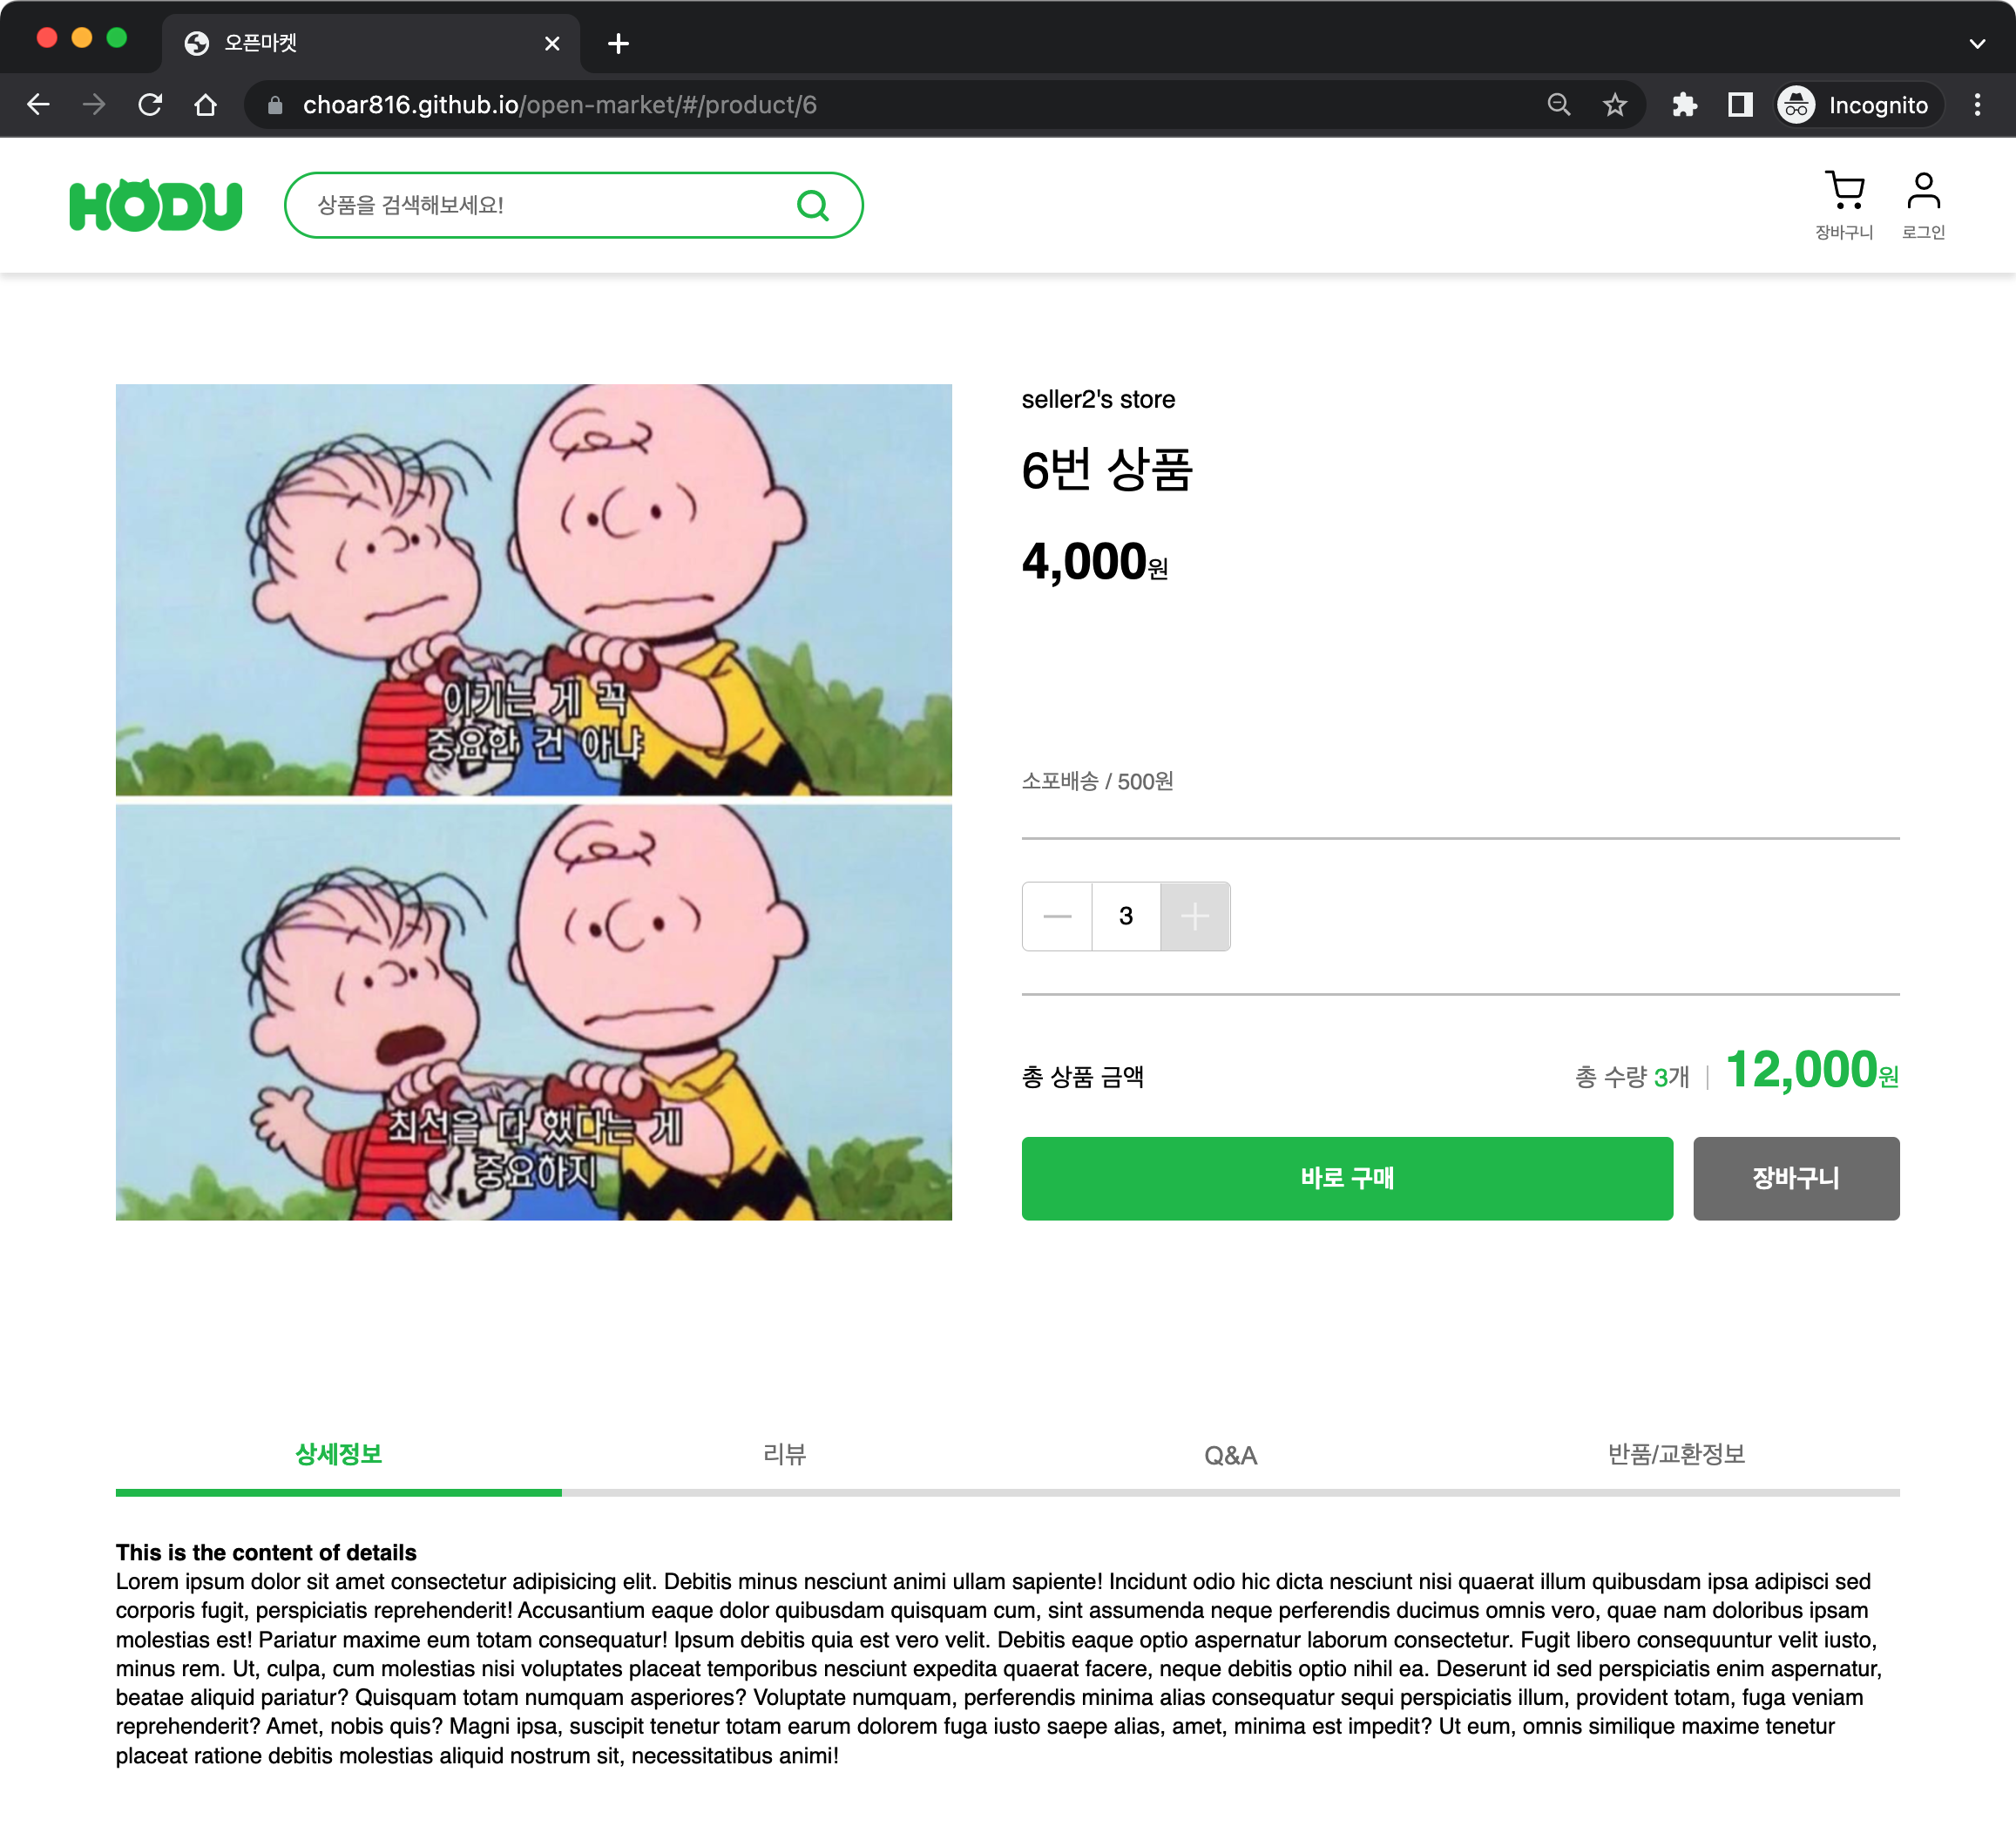 오픈마켓
choar816.github.io/open-market/#/product/6
Incognito
HODU
상품을 검색해보세요!
장바구니
로그인
이기는 게 꼭
중요한 건 아냐
최선을 다 했다는 게
중요하지
seller2's store
6번 상품
4,000원
소포배송 / 500원
3
총 상품 금액
총 수량 3개 | 12,000원
바로 구매
장바구니
상세정보
리뷰
Q&A
반품/교환정보
This is the content of details
Lorem ipsum dolor sit amet consectetur adipisicing elit. Debitis minus nesciunt animi ullam sapiente! Incidunt odio hic dicta nesciunt nisi quaerat illum quibusdam ipsa adipisci sed
corporis fugit, perspiciatis reprehenderit! Accusantium eaque dolor quibusdam quisquam cum, sint assumenda neque perferendis ducimus omnis vero, quae nam doloribus ipsam
molestias est! Pariatur maxime eum totam consequatur! Ipsum debitis quia est vero velit. Debitis eaque optio aspernatur laborum consectetur. Fugit libero consequuntur velit iusto,
minus rem. Ut, culpa, cum molestias nisi voluptates placeat temporibus nesciunt expedita quaerat facere, neque debitis optio nihil ea. Deserunt id sed perspiciatis enim aspernatur,
beatae aliquid pariatur? Quisquam totam numquam asperiores? Voluptate numquam, perferendis minima alias consequatur sequi perspiciatis illum, provident totam, fuga veniam
reprehenderit? Amet, nobis quis? Magni ipsa, suscipit tenetur totam earum dolorem fuga iusto saepe alias, amet, minima est impedit? Ut eum, omnis similique maxime tenetur
placeat ratione debitis molestias aliquid nostrum sit, necessitatibus animi!